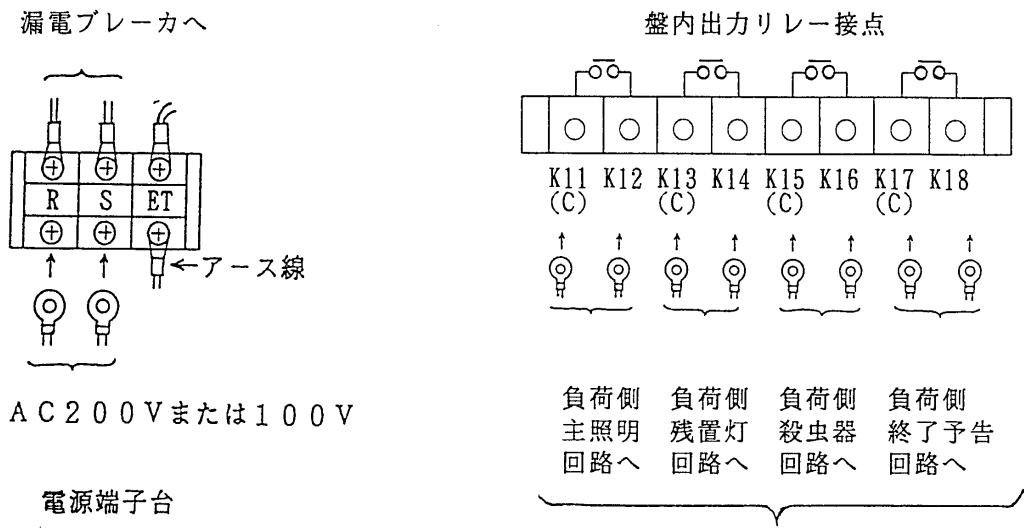 漏電ブレーカへ
R S ET
←アース線
AC200Vまたは100V
電源端子台
盤内出力リレー接点
K11 K12 K13 K14 K15 K16 K17 K18
(C) (C) (C) (C)
負荷側 負荷側 負荷側 負荷側
主照明 残置灯 殺虫器 終了予告
回路へ 回路へ 回路へ 回路へ